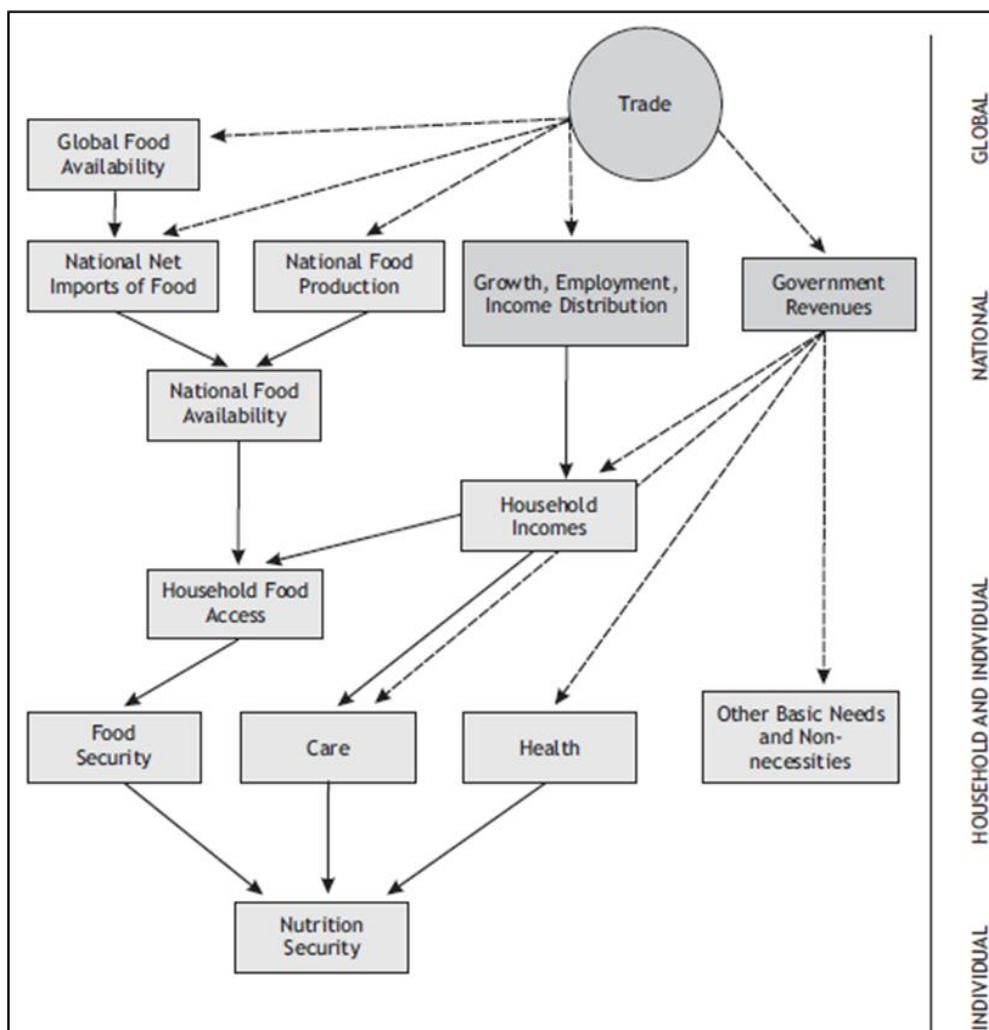 Trade
Global Food
Availability
National Net
Imports of Food
National Food
Production
Growth, Employment,
Income Distribution
Government
Revenues
National Food
Availability
Household
Incomes
Household Food
Access
Food
Security
Care
Health
Other Basic Needs
and Non-
necessities
Nutrition
Security
GLOBAL
NATIONAL
HOUSEHOLD AND INDIVIDUAL
INDIVIDUAL